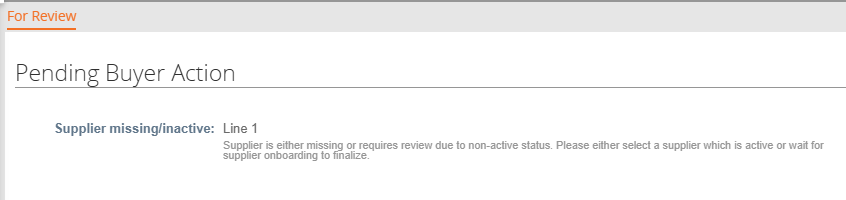 For Review
Pending Buyer Action
Supplier missing/inactive: Line 1
Supplier is either missing or requires review due to non-active status. Please either select a supplier which is active or wait for
supplier onboarding to finalize.